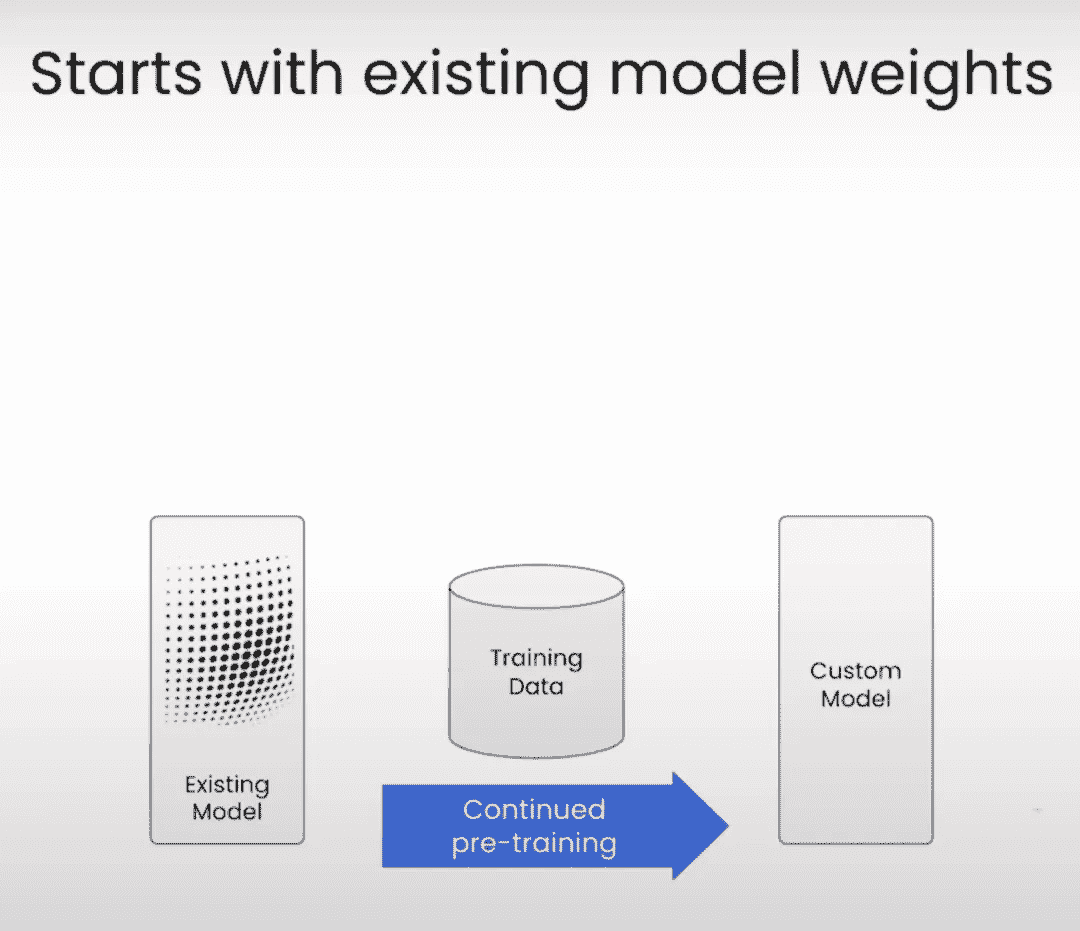 Starts with existing model weights
Training
Data
Custom
Model
Existing
Model
Continued
pre-training